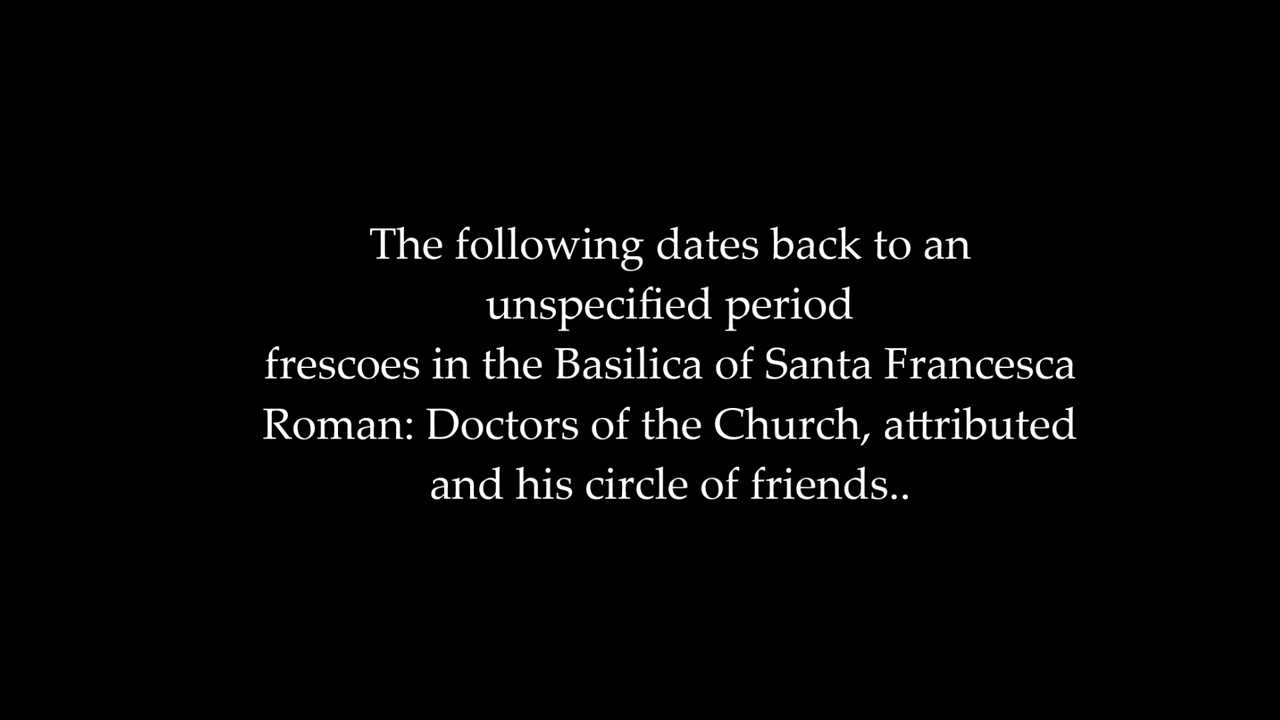 The following dates back to an
unspecified period
frescoes in the Basilica of Santa Francesca
Roman: Doctors of the Church, attributed
and his circle of friends..